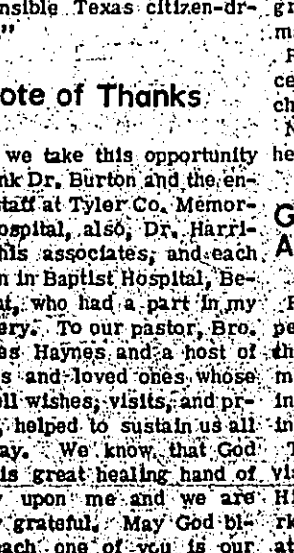 nsible Texas citizen-dr-
"
ote of Thanks
we take this opportunity
nk Dr. Burton and the en-
staff at Tyler Co. Memor-
ospital, also, Dr. Harri-
his associates, and each
n in Baptist Hospital, Be-
nt, who had a part in my
ery. To our pastor, Bro.
es Haynes and a host of
s and loved ones whose
ll wishes, visits, and pr-
, helped to sustain us all
ay. We know that God
is great healing hand of
y upon me and we are
y grateful. May God bl-
each one of you is our
gr
m
F
ce
ch
N
he
G
A
pe
th
m
in
in
T
vi
H
rk
at